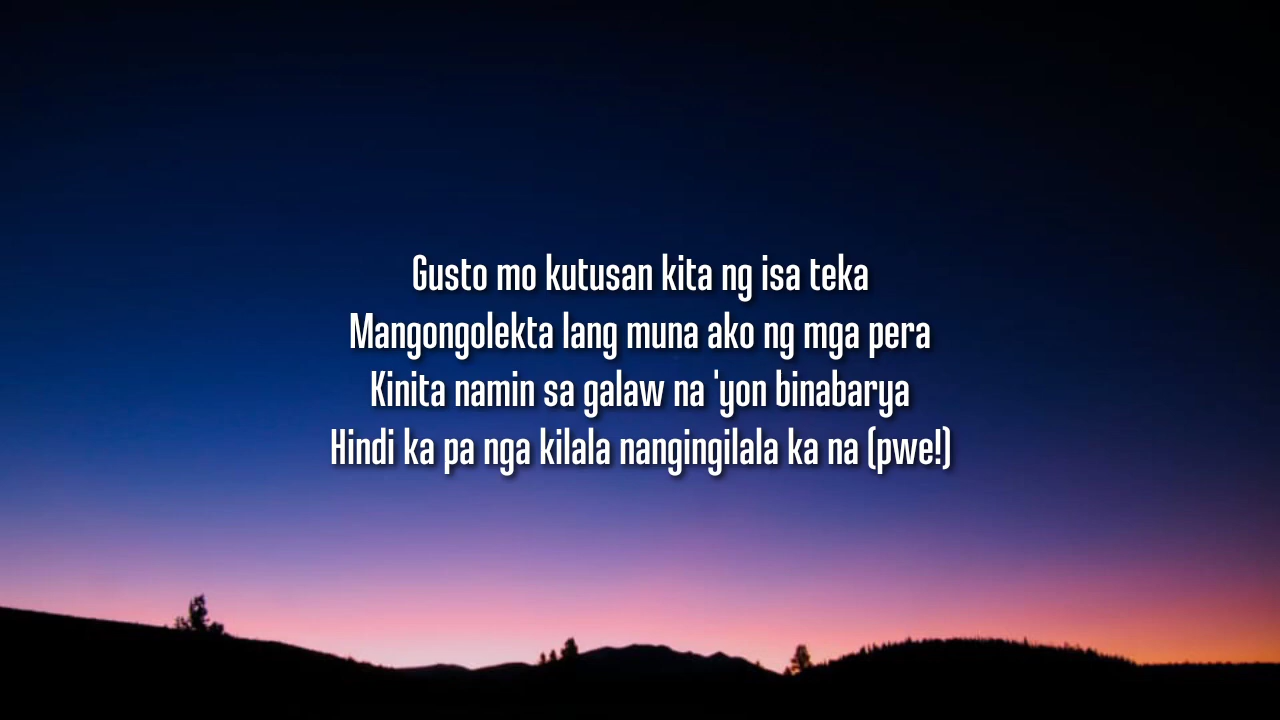 Gusto mo kutusan kita ng isa teka
Mangongolekta lang muna ako ng mga pera
Kinita namin sa galaw na 'yon binabarya
Hindi ka pa nga kilala nangingilala ka na (pwe!)